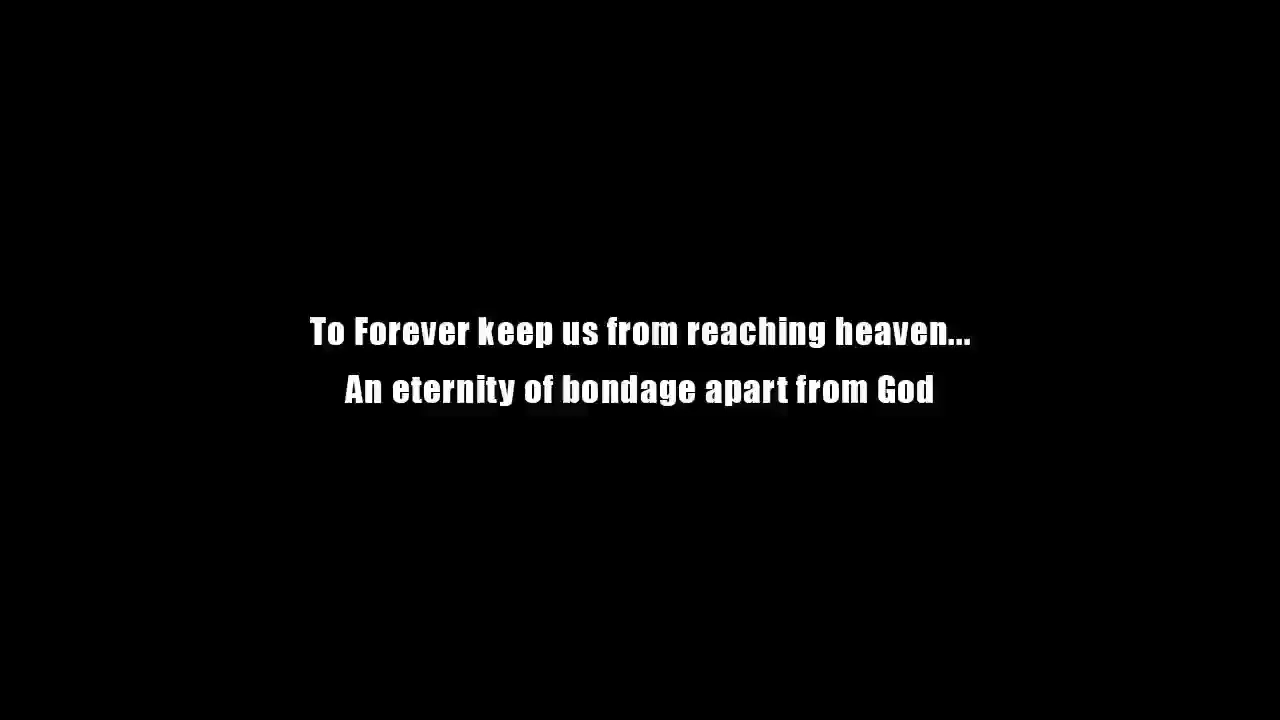 To Forever keep us from reaching heaven...
An eternity of bondage apart from God